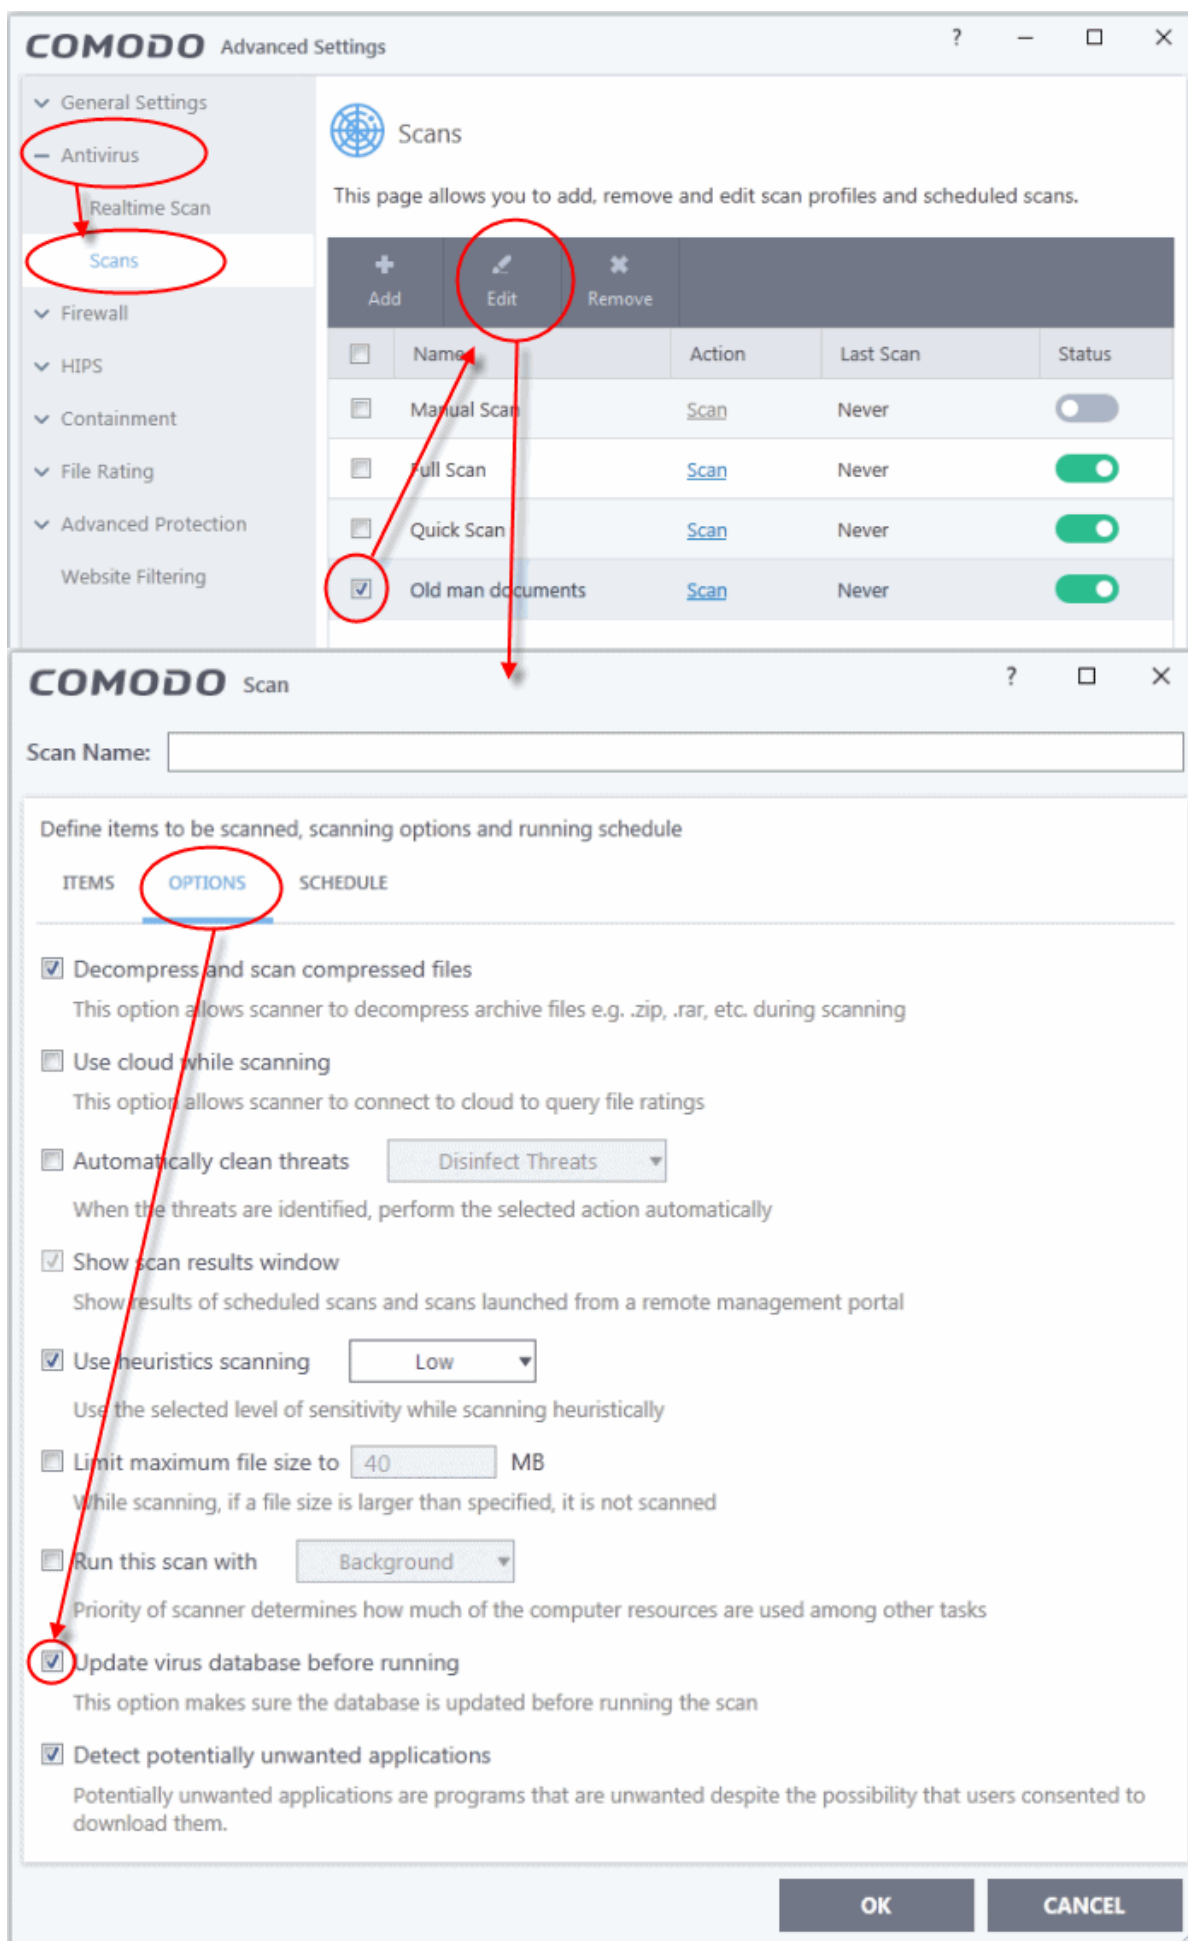 COMODO Advanced Settings ?
General Settings
Antivirus
Realtime Scan
Scans
Firewall
HIPS
Containment
File Rating
Advanced Protection
Website Filtering
Scans
This page allows you to add, remove and edit scan profiles and scheduled scans.
Add Edit Remove
Name Action Last Scan Status
Manual Scan Scan Never
Full Scan Scan Never
Quick Scan Scan Never
Old man documents Scan Never
COMODO Scan ?
Scan Name:
Define items to be scanned, scanning options and running schedule
ITEMS OPTIONS SCHEDULE
Decompress and scan compressed files
This option allows scanner to decompress archive files e.g. .zip, .rar, etc. during scanning
Use cloud while scanning
This option allows scanner to connect to cloud to query file ratings
Automatically clean threats Disinfect Threats
When the threats are identified, perform the selected action automatically
Show scan results window
Show results of scheduled scans and scans launched from a remote management portal
Use heuristics scanning Low
Use the selected level of sensitivity while scanning heuristically
Limit maximum file size to 40 MB
While scanning, if a file size is larger than specified, it is not scanned
Run this scan with Background
Priority of scanner determines how much of the computer resources are used among other tasks
Update virus database before running
This option makes sure the database is updated before running the scan
Detect potentially unwanted applications
Potentially unwanted applications are programs that are unwanted despite the possibility that users consented to
download them.
OK CANCEL